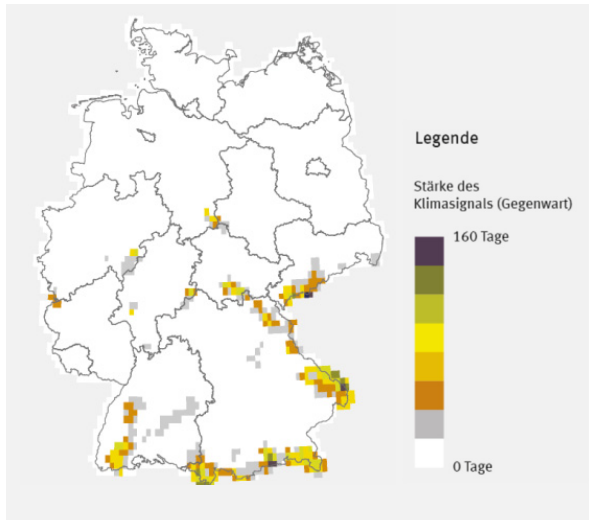 Legende
Stärke des
Klimasignals (Gegenwart)
160 Tage
0 Tage